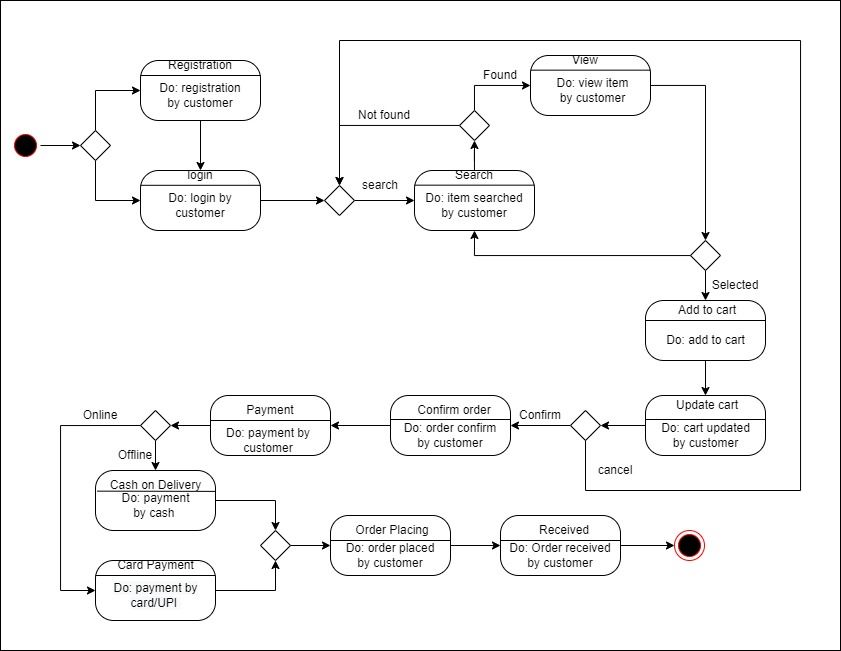 Registration
Do: registration
by customer
login
Do: login by
customer
search
Not found
Search
Do: item searched
by customer
Found
View
Do: view item
by customer
Selected
Add to cart
Do: add to cart
Update cart
Do: cart updated
by customer
cancel
Confirm
Confirm order
Do: order confirm
by customer
Payment
Do: payment by
customer
Online
Offline
Cash on Delivery
Do: payment
by cash
Card Payment
Do: payment by
card/UPI
Order Placing
Do: order placed
by customer
Received
Do: Order received
by customer